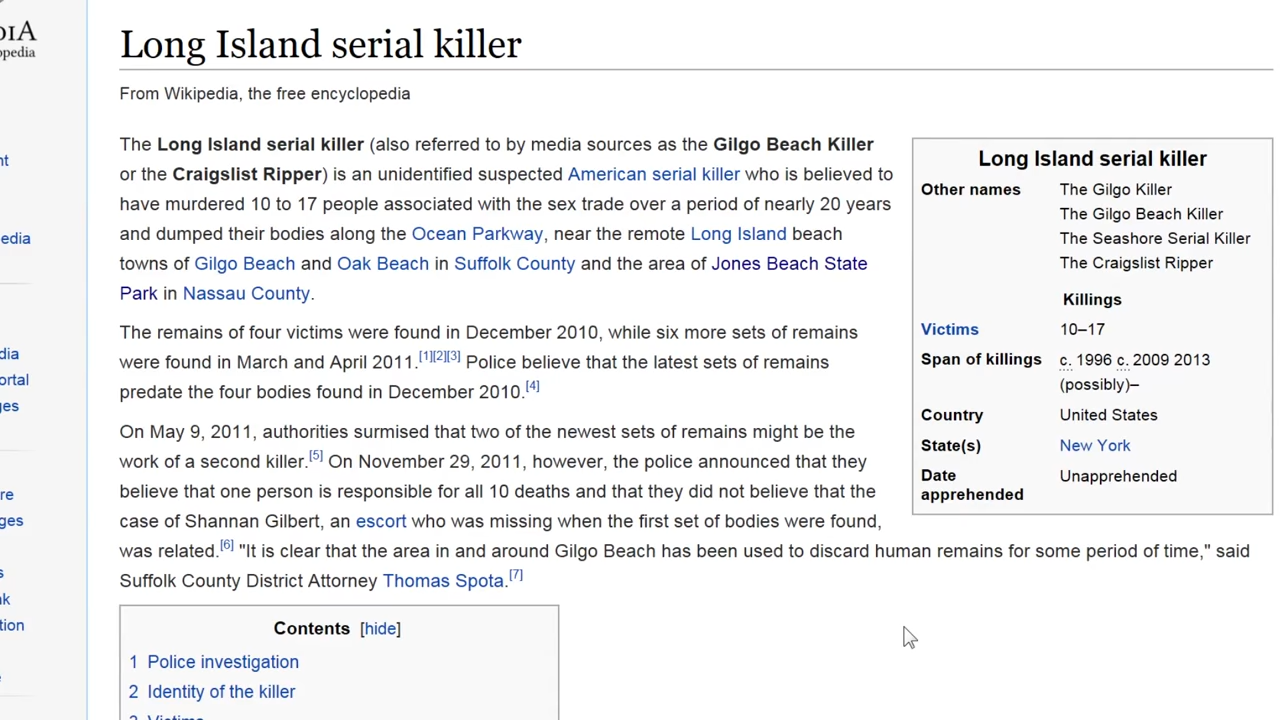 DIA
opedia
nt
edia
dia
ortal
ges
re
ges
s
nk
tion
e
Long Island serial killer
From Wikipedia, the free encyclopedia
The Long Island serial killer (also referred to by media sources as the Gilgo Beach Killer
or the Craigslist Ripper) is an unidentified suspected American serial killer who is believed to
have murdered 10 to 17 people associated with the sex trade over a period of nearly 20 years
and dumped their bodies along the Ocean Parkway, near the remote Long Island beach
towns of Gilgo Beach and Oak Beach in Suffolk County and the area of Jones Beach State
Park in Nassau County.
The remains of four victims were found in December 2010, while six more sets of remains
were found in March and April 2011.[1][2][3] Police believe that the latest sets of remains
predate the four bodies found in December 2010.[4]
On May 9, 2011, authorities surmised that two of the newest sets of remains might be the
work of a second killer.[5] On November 29, 2011, however, the police announced that they
believe that one person is responsible for all 10 deaths and that they did not believe that the
case of Shannan Gilbert, an escort who was missing when the first set of bodies were found,
was related.[6] "It is clear that the area in and around Gilgo Beach has been used to discard human remains for some period of time," said
Suffolk County District Attorney Thomas Spota.[7]
Long Island serial killer
Other names The Gilgo Killer
The Gilgo Beach Killer
The Seashore Serial Killer
The Craigslist Ripper
Killings
Victims 10–17
Span of killings c. 1996 c. 2009 2013
(possibly)–
Country United States
State(s) New York
Date Unapprehended
apprehended
Contents [hide]
1 Police investigation
2 Identity of the killer
3 Victims